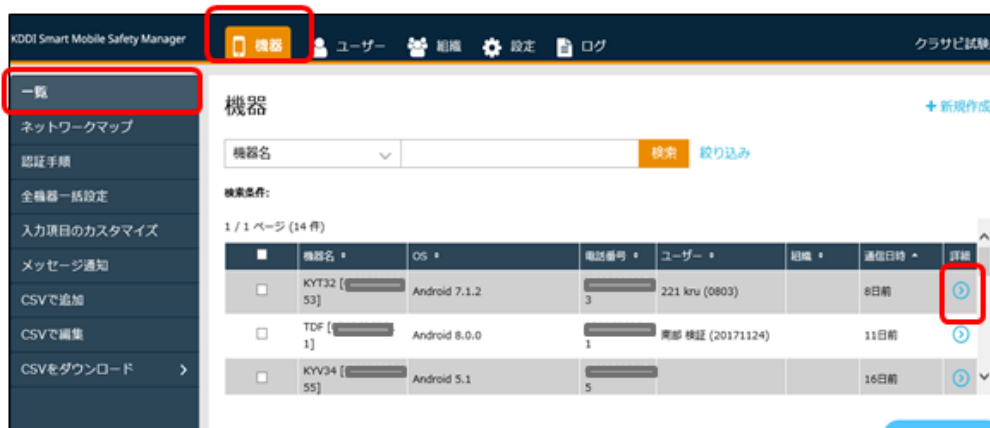 KDDI Smart Mobile Safety Manager
機器
ユーザー
組織
設定
ログ
クラサビ試験
一覧
ネットワークマップ
認証手順
全機器一括設定
入力項目のカスタマイズ
メッセージ通知
CSVで追加
CSVで編集
CSVをダウンロード
機器
+ 新規作成
機器名
検索
絞り込み
検索条件:
1 / 1 ページ (14 件)
機器名 OS 電話番号 ユーザー 組織 通信日時 詳細
KYT32 [
53] Android 7.1.2 3 221 kru (0803) 8日前
TDF [
1] Android 8.0.0 1 検証 (20171124) 11日前
KYV34 [
55] Android 5.1 5 16日前